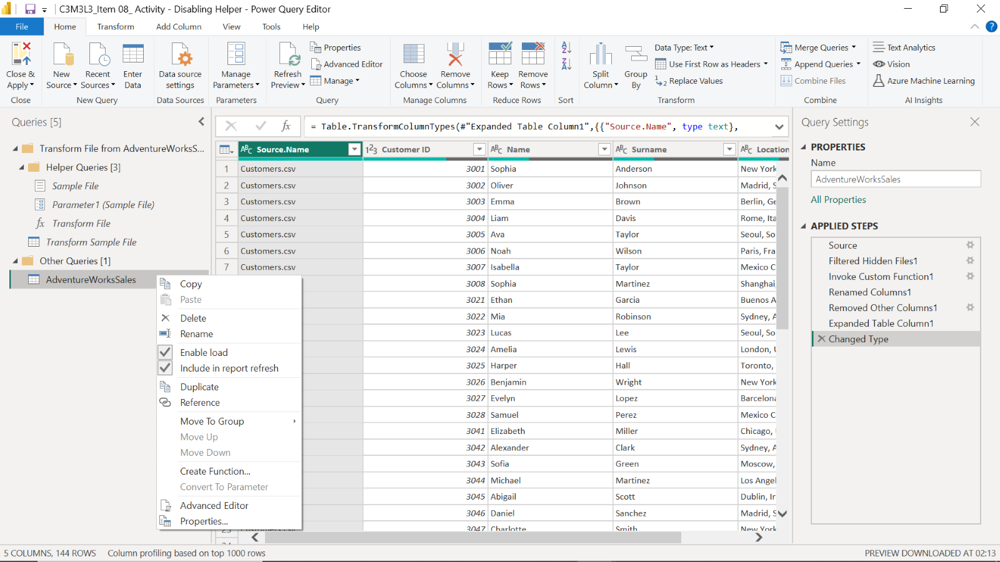 C3M3L3_Item 08_ Activity - Disabling Helper - Power Query Editor
File Home Transform Add Column View Tools Help
Close & Apply
New Source
Recent Sources
Enter Data
Data source settings
Manage Parameters
Refresh Preview
Properties
Advanced Editor
Manage
Choose Columns
Remove Columns
Keep Rows
Remove Rows
Split Column
Group By
Data Type: Text
Use First Row as Headers
Replace Values
Merge Queries
Append Queries
Combine Files
Text Analytics
Vision
Azure Machine Learning
Close New Query Data Sources Parameters Query Manage Columns Reduce Rows Sort Transform Combine AI Insights
Queries [5]
Transform File from AdventureWorksS...
Helper Queries [3]
Sample File
Parameter1 (Sample File)
Transform File
Transform Sample File
Other Queries [1]
AdventureWorksSales
Copy
Paste
Delete
Rename
Enable load
Include in report refresh
Duplicate
Reference
Move To Group
Move Up
Move Down
Create Function...
Convert To Parameter
Advanced Editor
Properties...
fx = Table.TransformColumnTypes(#"Expanded Table Column1",{{"Source.Name", type text},
Source.Name Customer ID Name Surname Location
1 Customers.csv 3001 Sophia Anderson New York
2 Customers.csv 3002 Oliver Johnson Madrid, S
3 Customers.csv 3003 Emma Brown Berlin, Ge
4 Customers.csv 3004 Liam Davis Rome, Ita
5 Customers.csv 3005 Ava Taylor Seoul, So
6 Customers.csv 3006 Noah Wilson Paris, Fra
7 Customers.csv 3007 Isabella Taylor Mexico C
3008 Sophia Martinez Shanghai,
3021 Ethan Garcia Buenos A
3022 Mia Robinson Sydney, A
3023 Lucas Lee Seoul, So
3024 Amelia Lewis London, U
3025 Harper Hall Toronto,
3026 Benjamin Wright New York
3027 Evelyn Lopez Barcelona
3028 Samuel Perez Mexico C
3041 Elizabeth Miller Chicago,
3042 Alexander Clark Sydney, A
3043 Sofia Green Moscow,
3044 Michael Martinez Los Angel
3045 Abigail Scott Dublin, Ir
3046 Daniel Sanchez Madrid, S
3047 Charlotte Smith New York
Query Settings
PROPERTIES
Name
AdventureWorksSales
All Properties
APPLIED STEPS
Source
Filtered Hidden Files1
Invoke Custom Function1
Renamed Columns1
Removed Other Columns1
Expanded Table Column1
Changed Type
5 COLUMNS, 144 ROWS Column profiling based on top 1000 rows PREVIEW DOWNLOADED AT 02:13